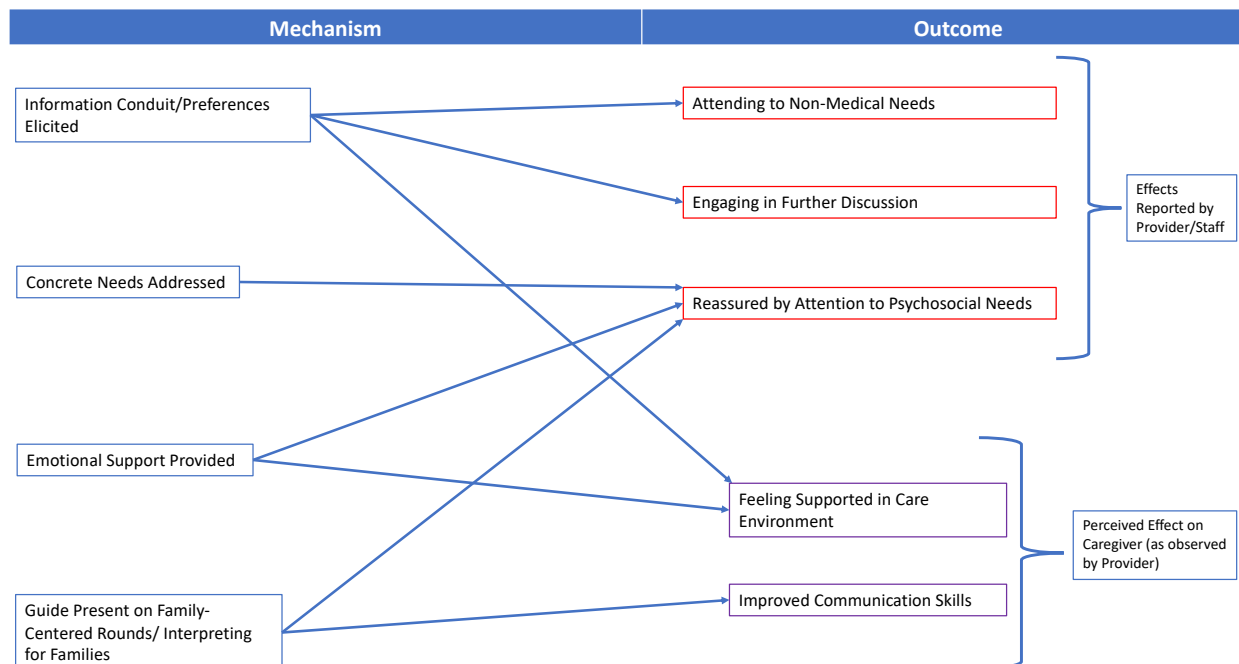 Mechanism
Outcome
Information Conduit/Preferences
Elicited
Attending to Non-Medical Needs
Engaging in Further Discussion
Effects
Reported by
Provider/Staff
Concrete Needs Addressed
Reassured by Attention to Psychosocial Needs
Emotional Support Provided
Feeling Supported in Care
Environment
Perceived Effect on
Caregiver (as observed
by Provider)
Guide Present on Family-
Centered Rounds/ Interpreting
for Families
Improved Communication Skills